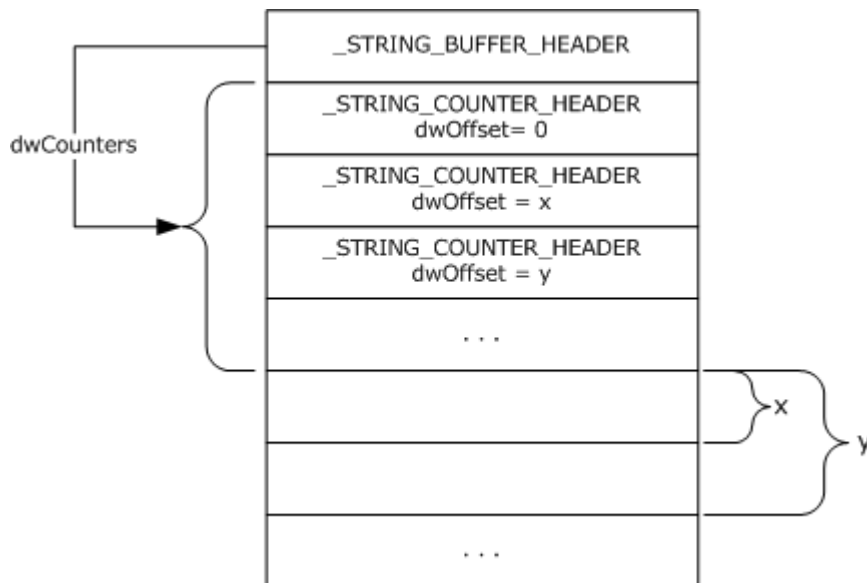 _STRING_BUFFER_HEADER
_STRING_COUNTER_HEADER
dwOffset= 0
dwCounters
_STRING_COUNTER_HEADER
dwOffset = x
_STRING_COUNTER_HEADER
dwOffset = y
. . .
x
y
. . .